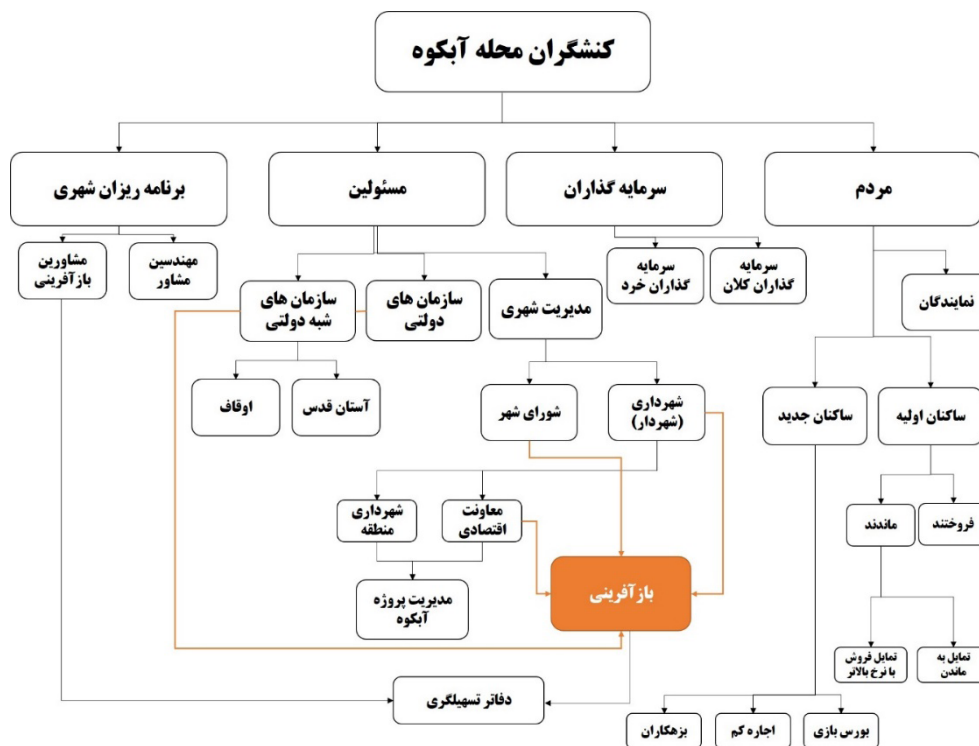 کنشگران محله آبکوه
مردم
سرمایه گذاران
مسئولین
برنامه ریزان شهری
نمایندگان
سرمایه
گذاران کلان
سرمایه
گذاران خرد
مدیریت شهری
سازمان های
دولتی
سازمان های
شبه دولتی
مهندسین
مشاور
مشاورین
بازآفرینی
ساکنان اولیه
ساکنان جدید
شهرداری
(شهردار)
شورای شهر
آستان قدس
اوقاف
فروختند
ماندند
معاونت
اقتصادی
شهرداری
منطقه
بازآفرینی
مدیریت پروژه
آبکوه
تمایل به
ماندن
تمایل فروش
با نرخ بالاتر
دفاتر تسهیلگری
بورس بازی
اجاره کم
بزهکاران